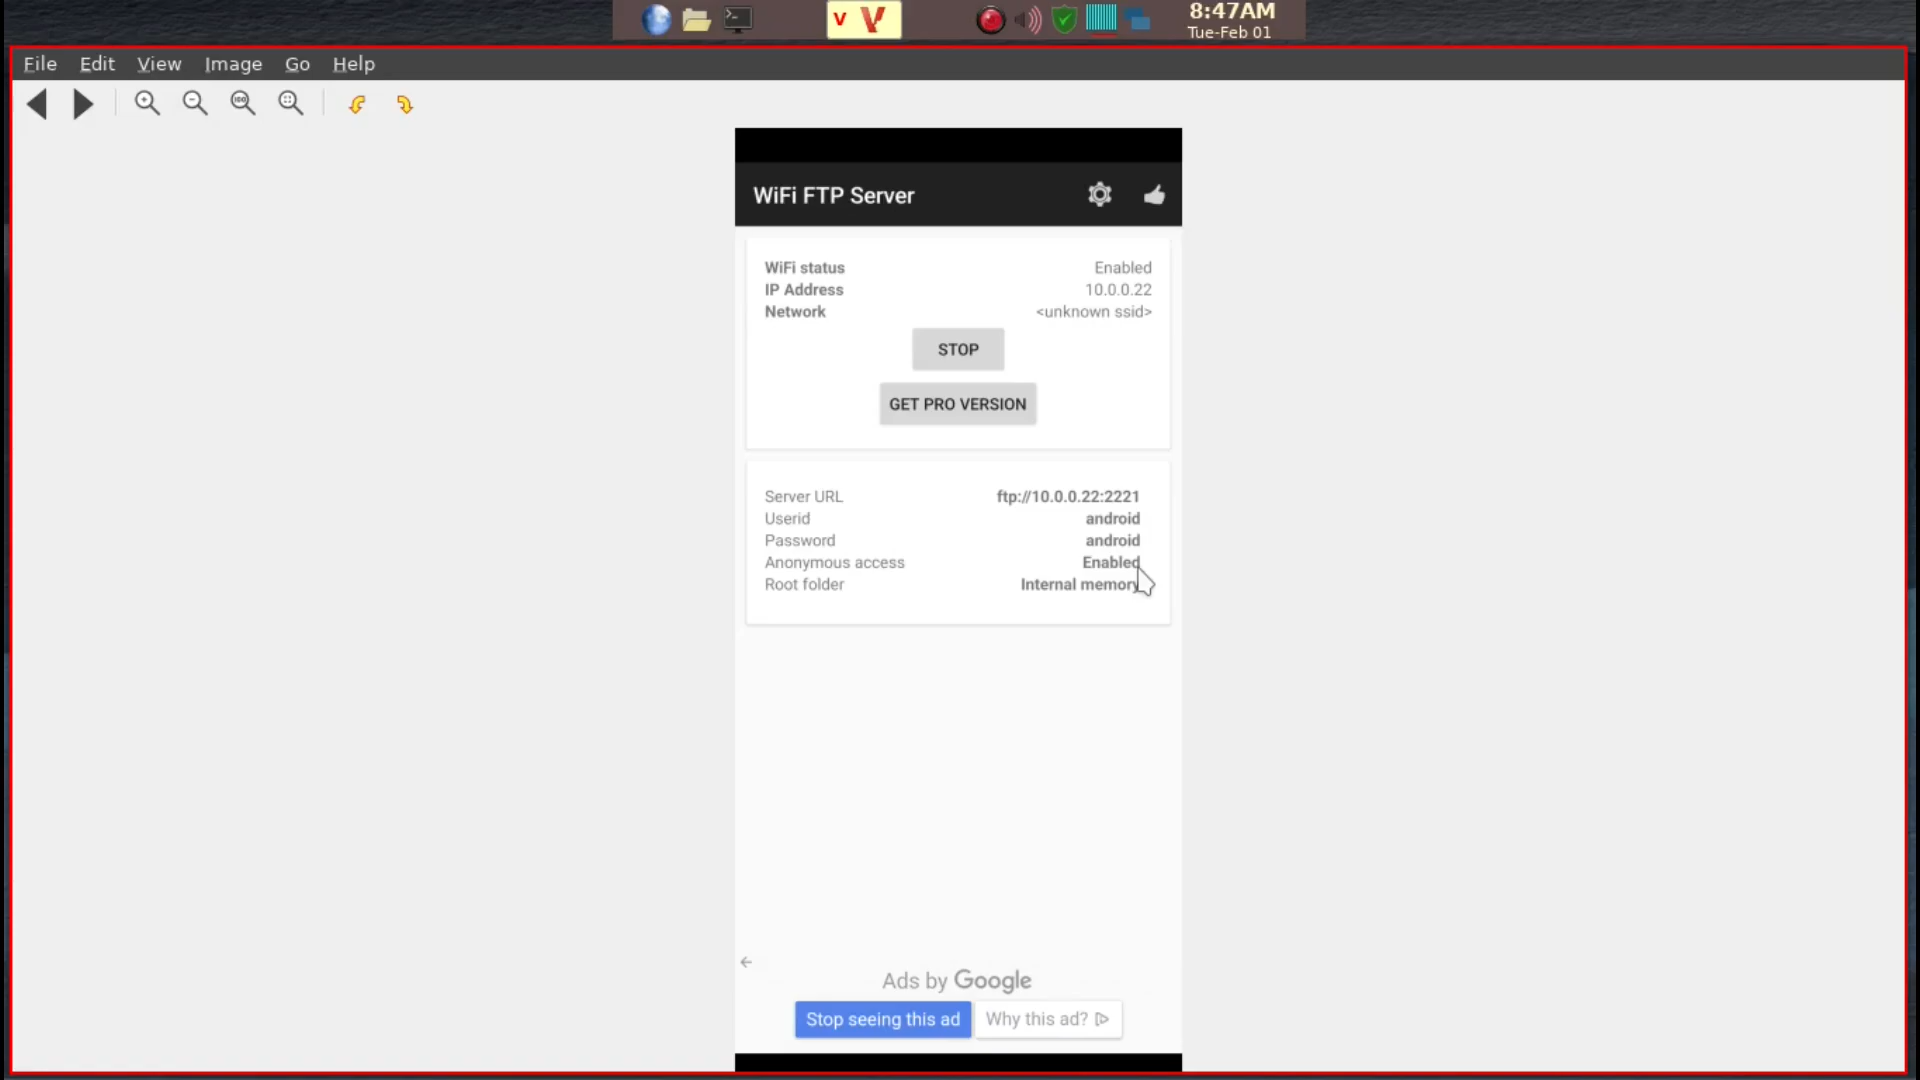 8:47AM
Tue-Feb 01
File Edit View Image Go Help
WiFi FTP Server
WiFi status Enabled
IP Address 10.0.0.22
Network <unknown ssid>
STOP
GET PRO VERSION
Server URL ftp://10.0.0.22:2221
Userid android
Password android
Anonymous access Enabled
Root folder Internal memory
Ads by Google
Stop seeing this ad Why this ad?